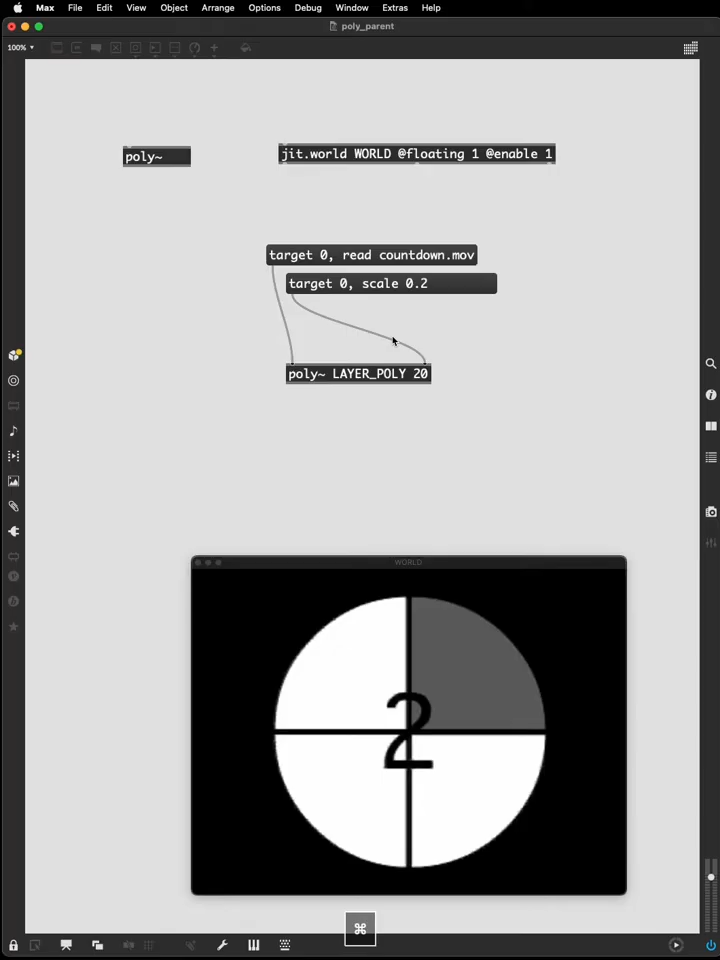 Max File Edit View Object Arrange Options Debug Window Extras Help
poly_parent
100%
poly~
jit.world WORLD @floating 1 @enable 1
target 0, read countdown.mov
target 0, scale 0.2
poly~ LAYER_POLY 20
WORLD
2
⌘